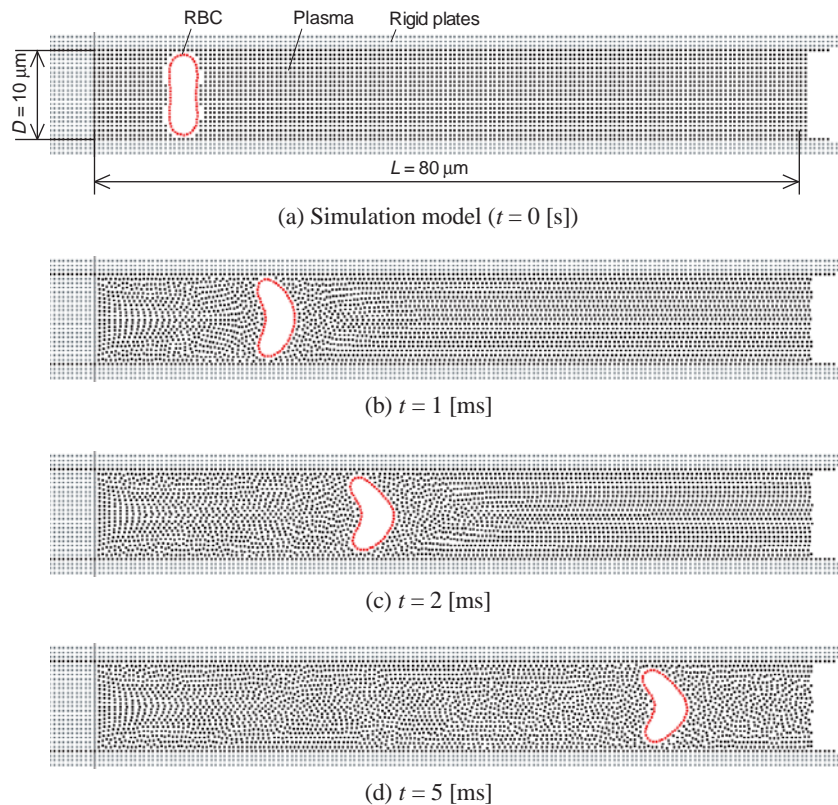 RBC Plasma Rigid plates
D = 10 μm
L = 80 μm
(a) Simulation model (t = 0 [s])
(b) t = 1 [ms]
(c) t = 2 [ms]
(d) t = 5 [ms]